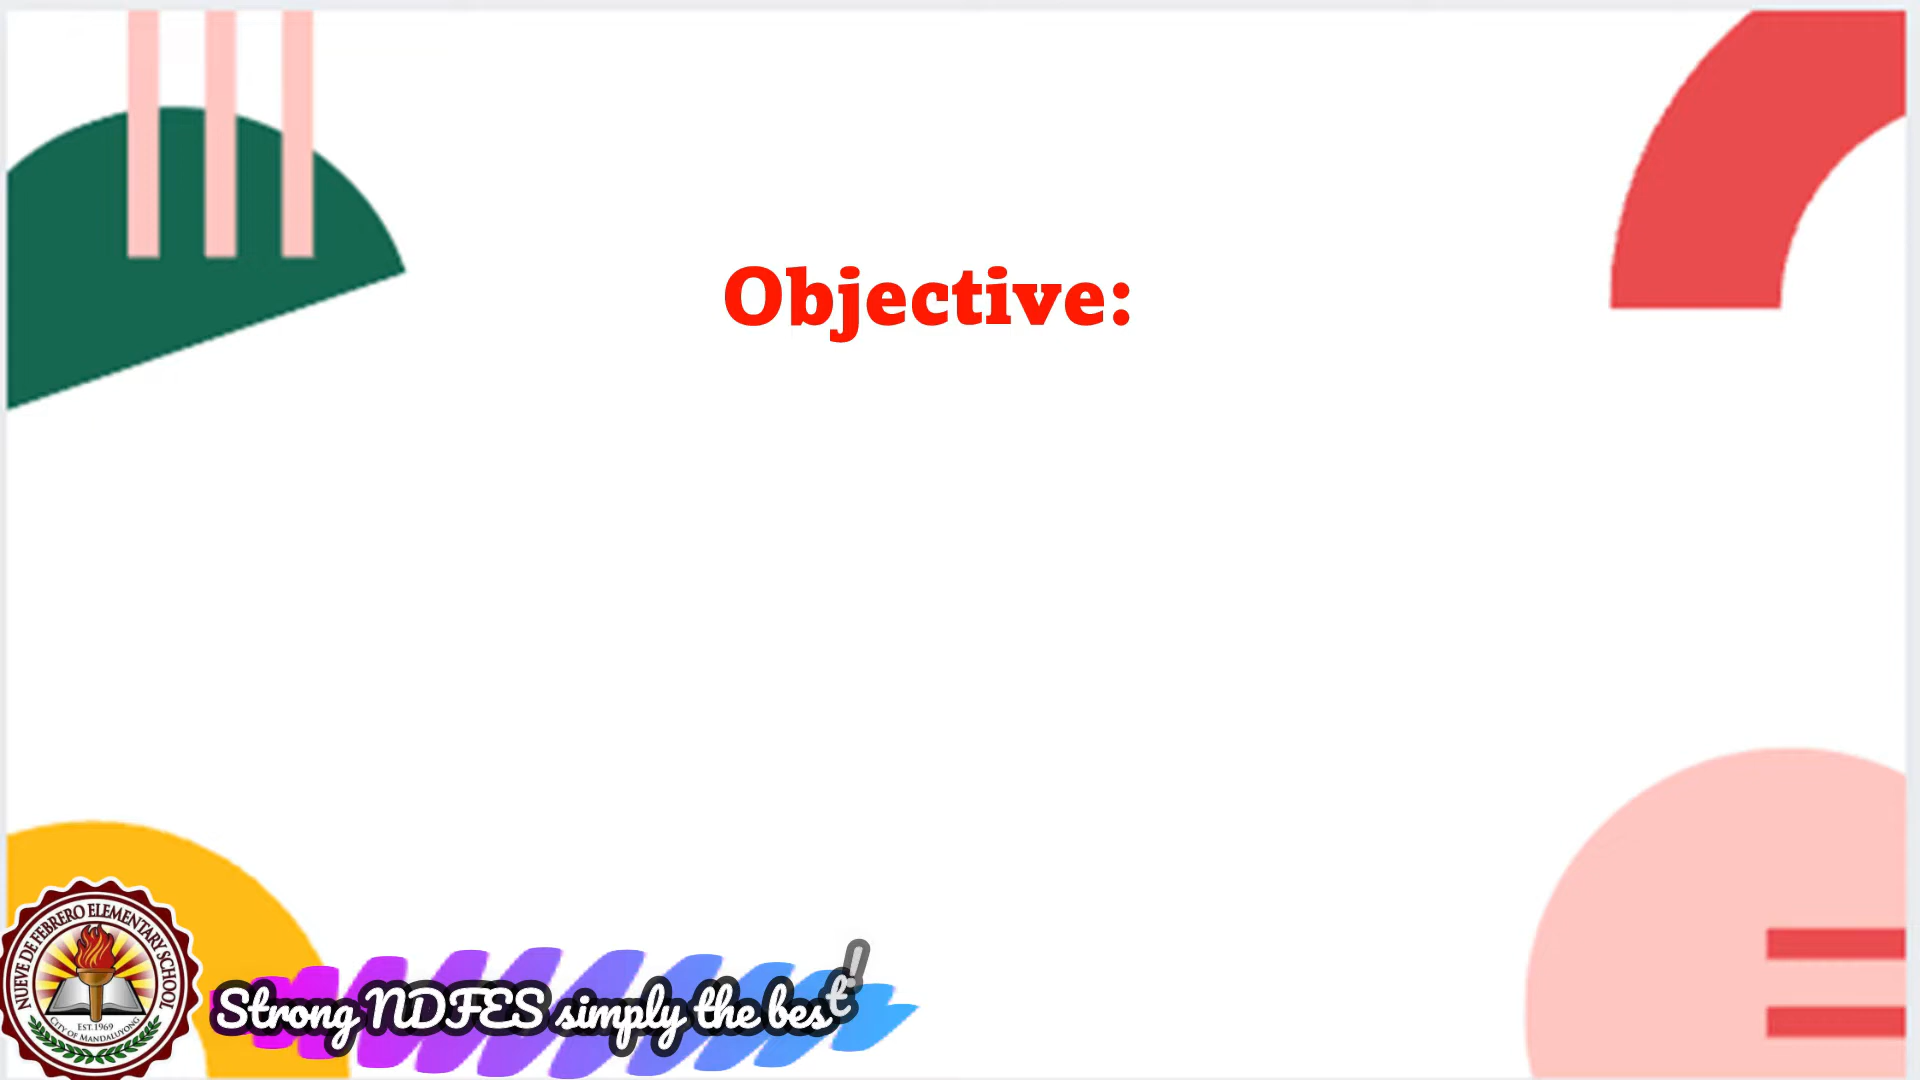 Objective:
NUEVE DE FEBRERO ELEMENTARY SCHOOL
EST. 1969
CITY OF MANDALUYONG
Strong NDFES simply the best!